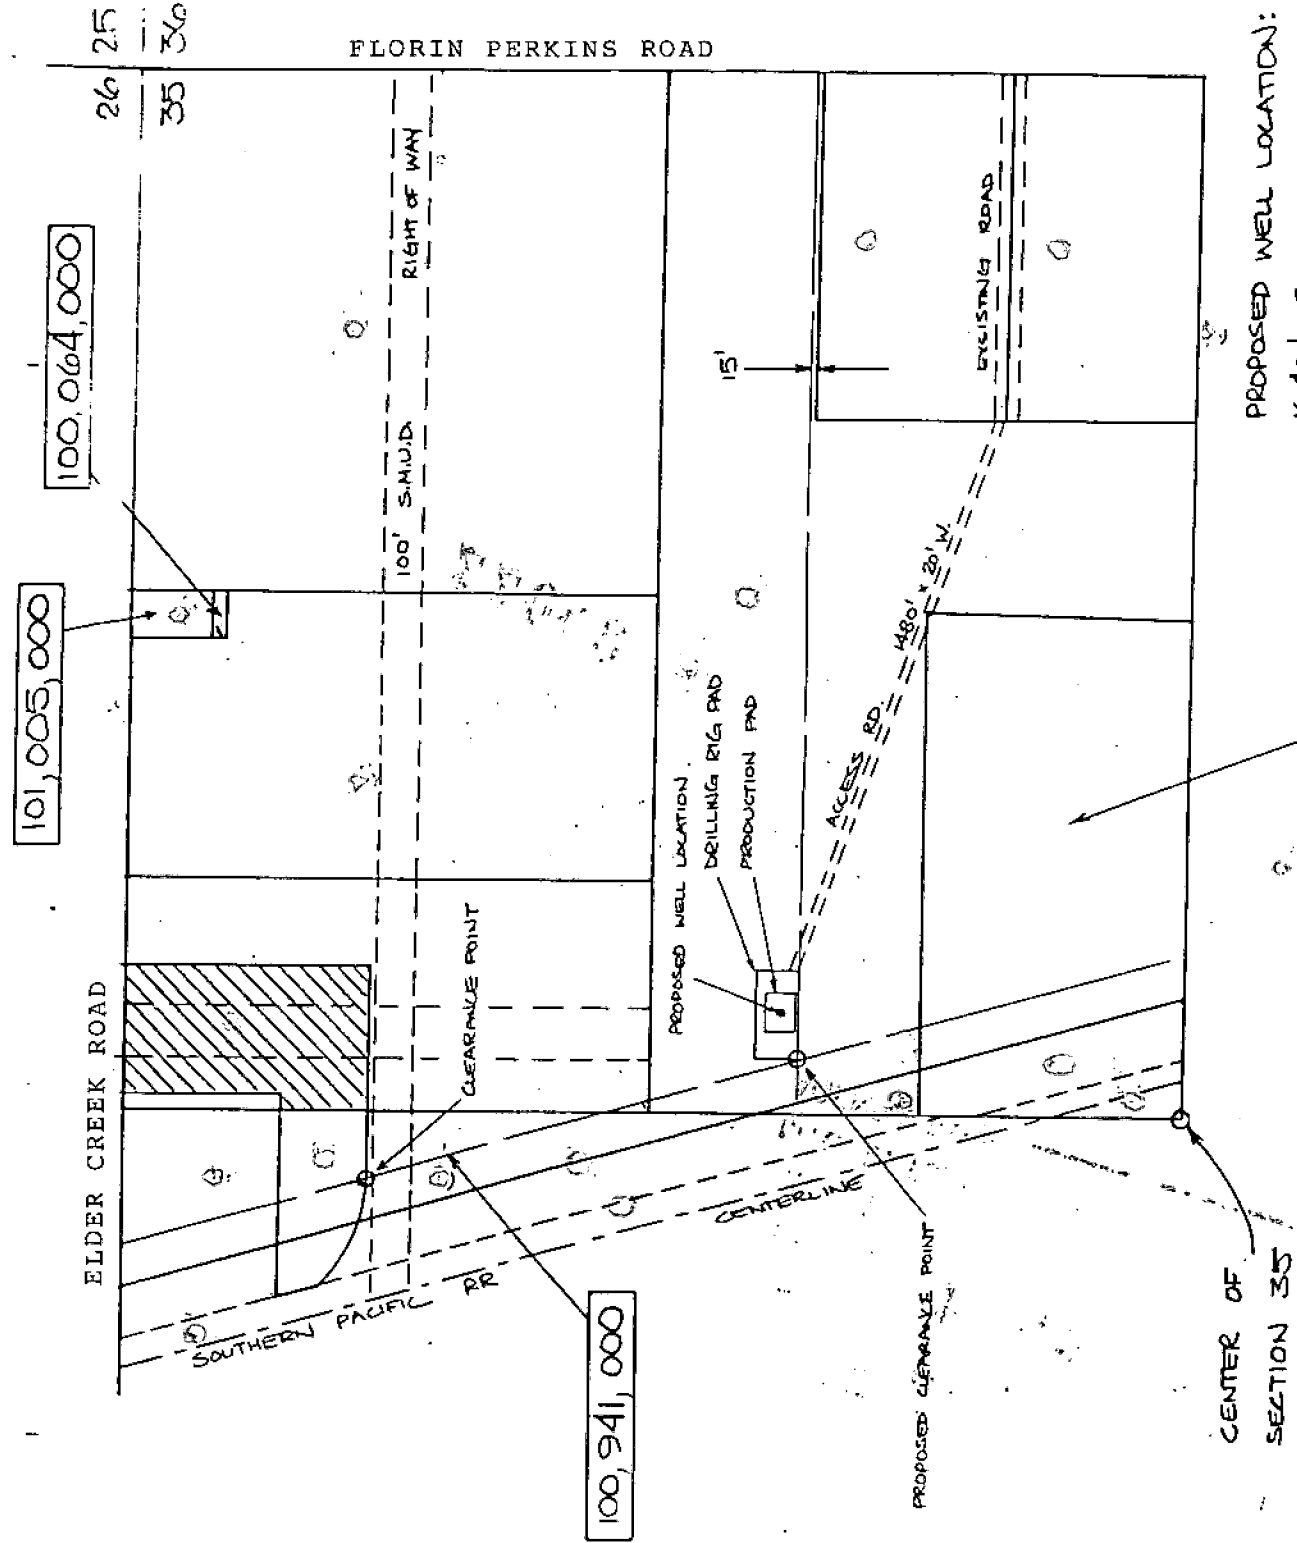 26 25
35 36
FLORIN PERKINS ROAD
100,064,000
101,005,000
ELDER CREEK ROAD
100' S.M.U.D. RIGHT OF WAY
CLEARANCE POINT
15'
EXISTING ROAD
PROPOSED WELL LOCATION
DRILLING RIG PAD
PRODUCTION PAD
ACCESS RD. 1480' x 20' W.
SOUTHERN PACIFIC RR CENTERLINE
100,941,000
PROPOSED CLEARANCE POINT
CENTER OF
SECTION 35
PROPOSED WELL LOCATION: